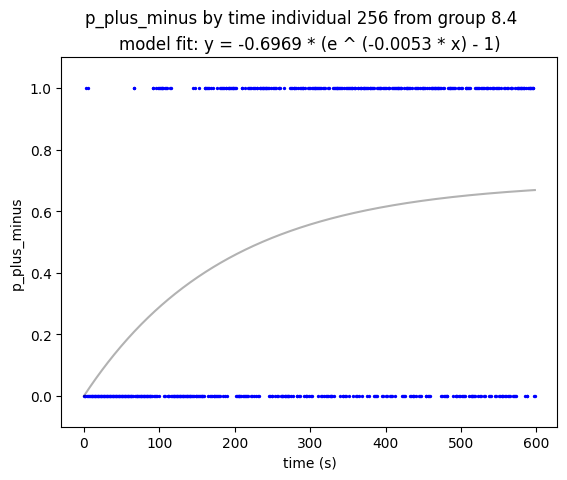 p_plus_minus by time individual 256 from group 8.4
model fit: y = -0.6969 * (e ^ (-0.0053 * x) - 1)
1.0
0.8
0.6
0.4
0.2
0.0
p_plus_minus
0 100 200 300 400 500 600
time (s)